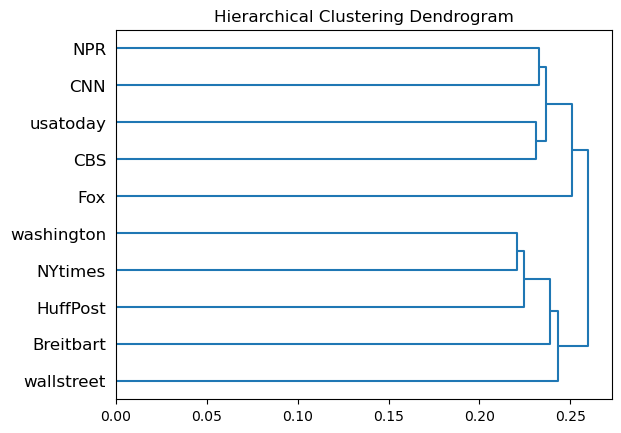 Hierarchical Clustering Dendrogram
NPR
CNN
usatoday
CBS
Fox
washington
NYtimes
HuffPost
Breitbart
wallstreet
0.00 0.05 0.10 0.15 0.20 0.25